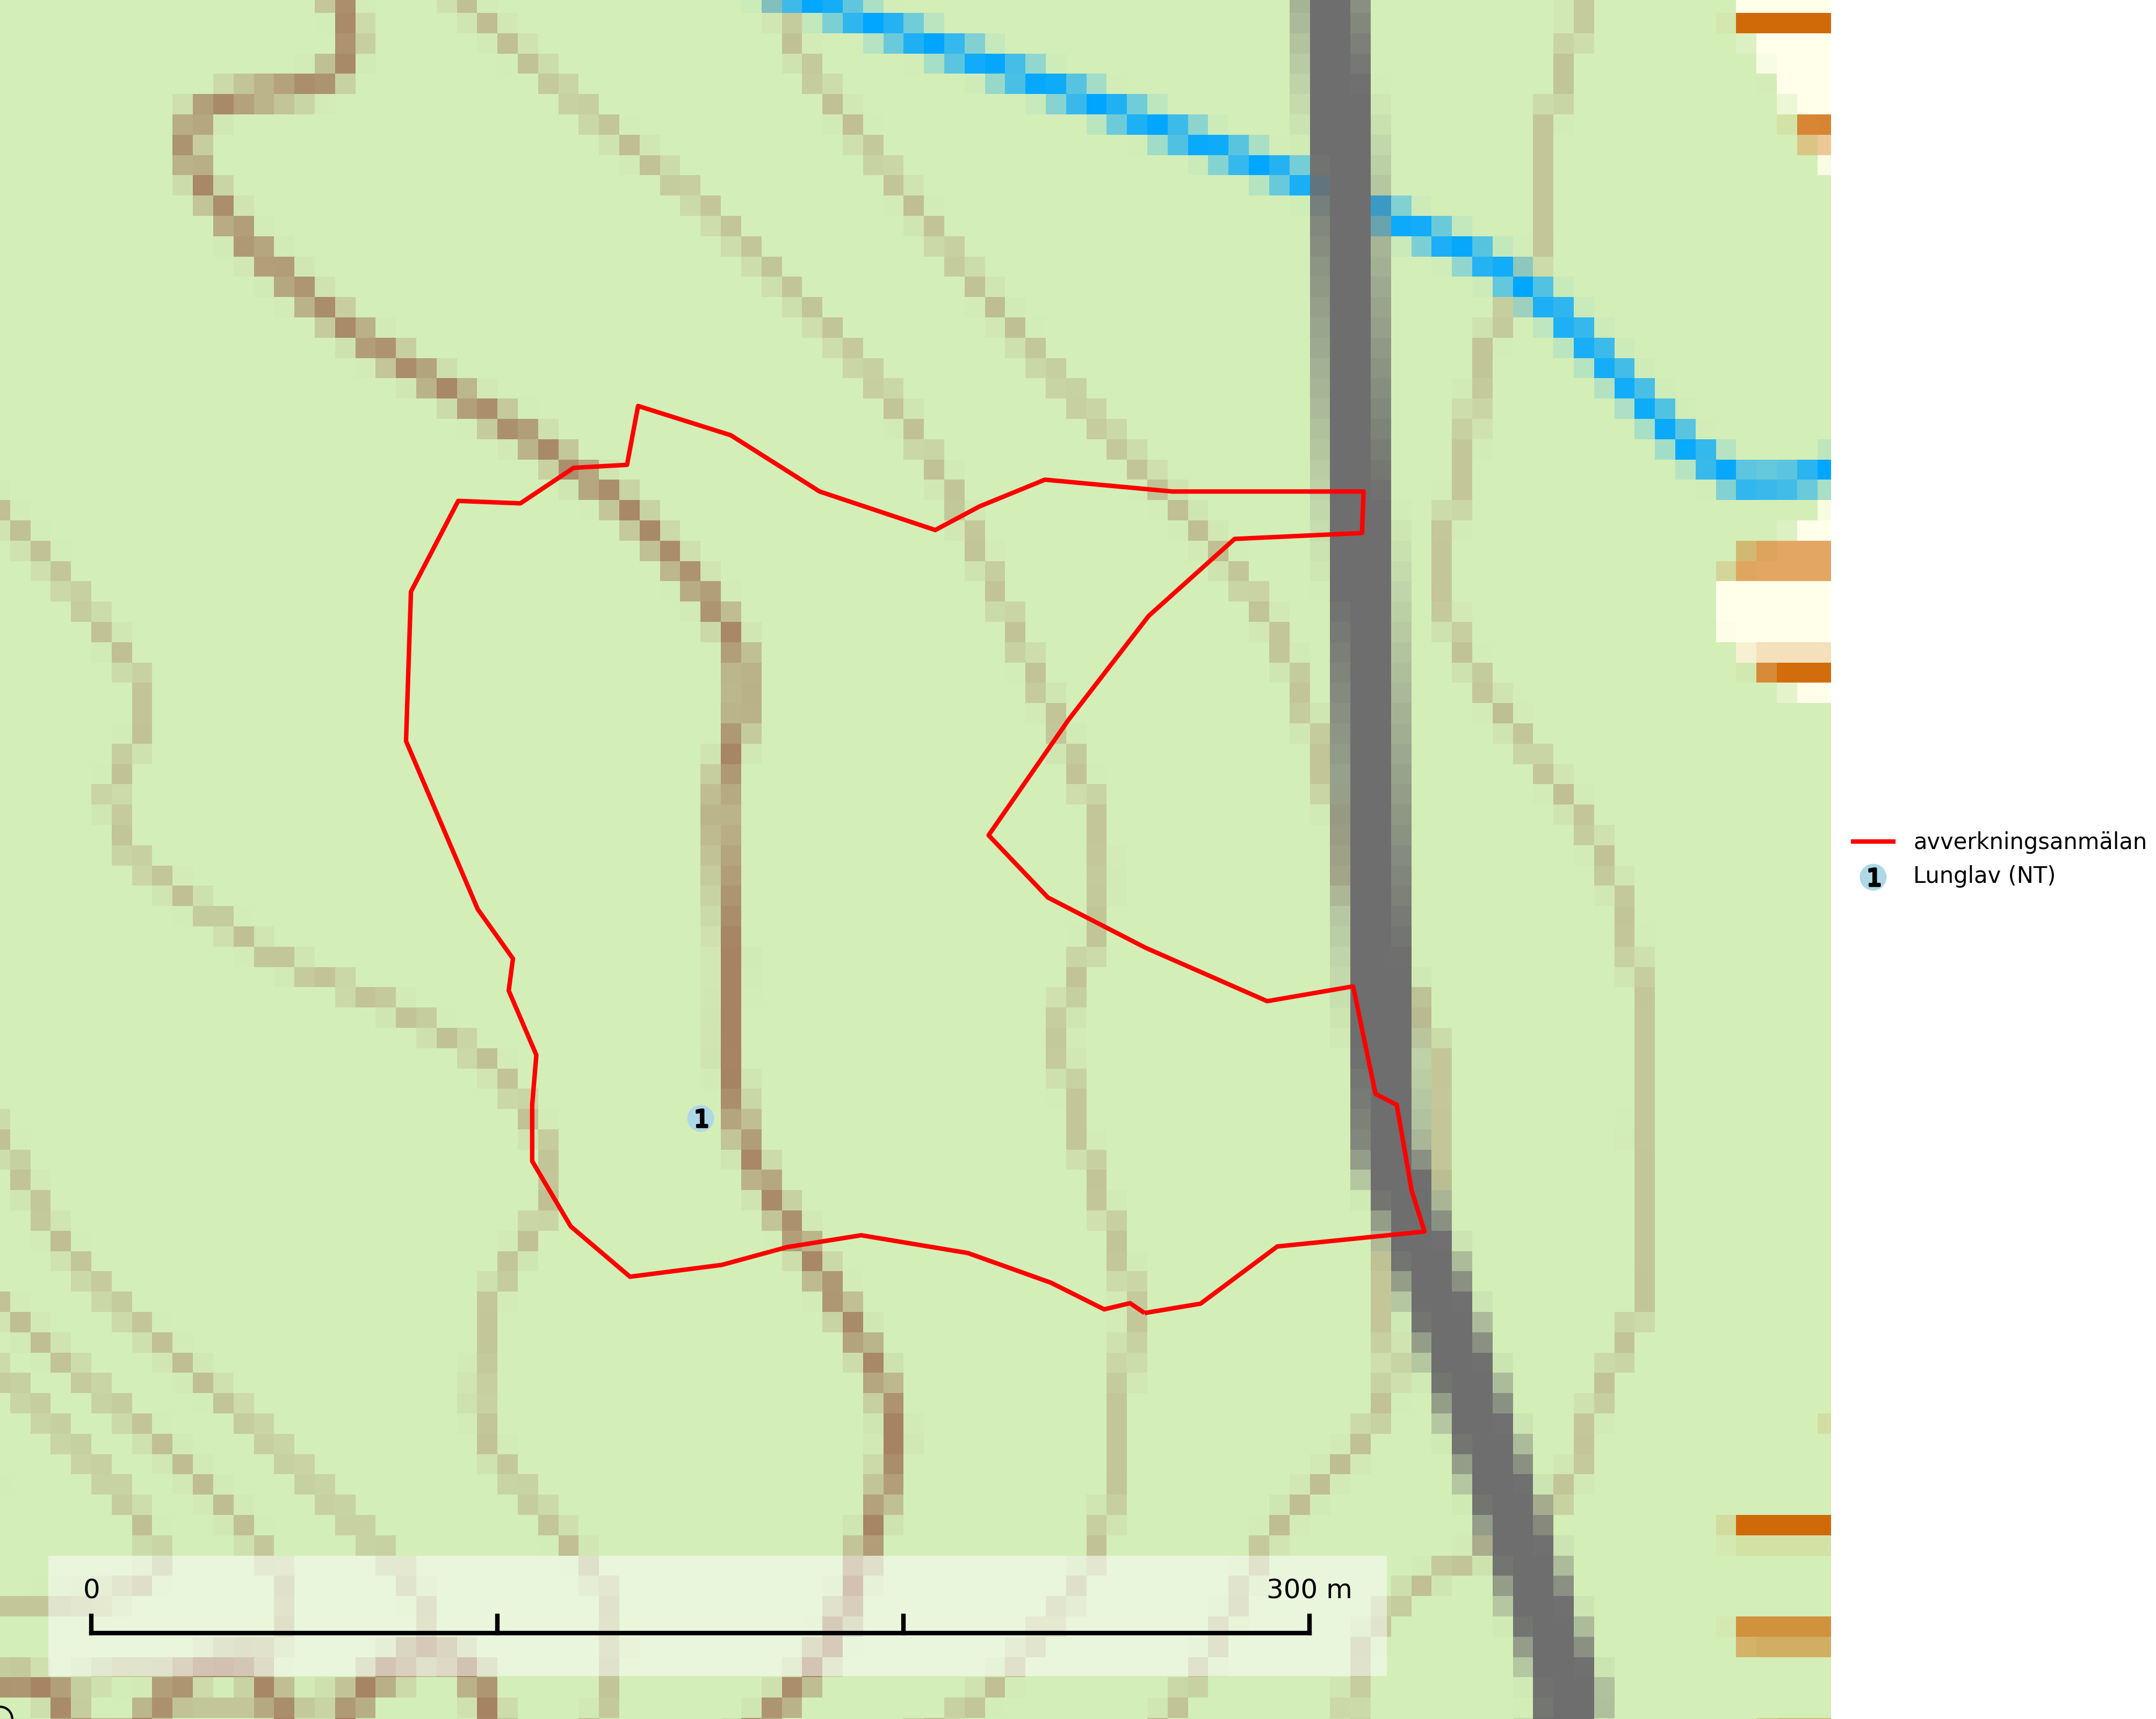 avverkningsanmälan
1 Lunglav (NT)
1
0 300 m